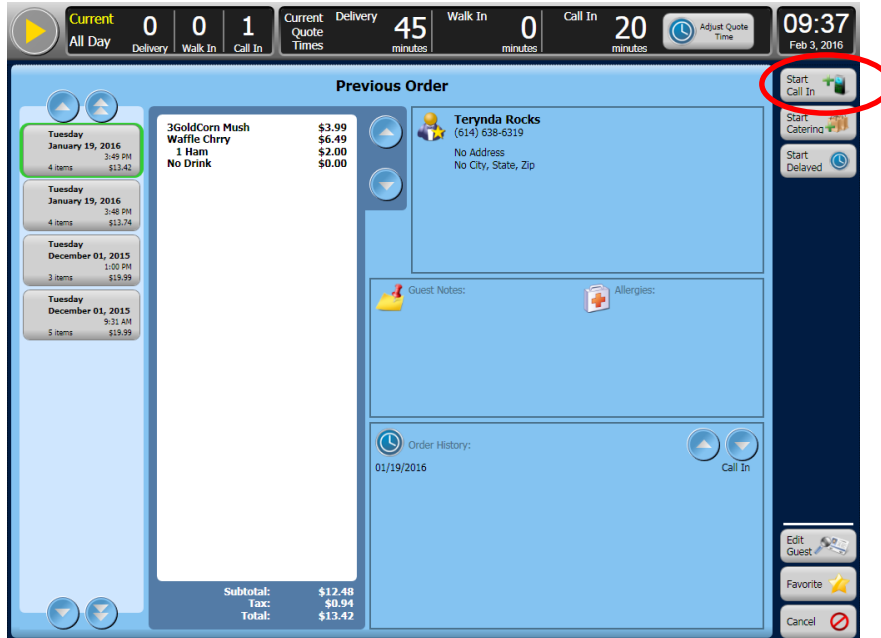 Current
All Day
0
Delivery
0
Walk In
1
Call In
Current
Quote
Times
Delivery
45
minutes
Walk In
0
minutes
Call In
20
minutes
Adjust Quote
Time
09:37
Feb 3, 2016
Previous Order
Tuesday
January 19, 2016
3:49 PM
4 items $13.42
Tuesday
January 19, 2016
3:48 PM
4 items $13.74
Tuesday
December 01, 2015
1:00 PM
3 items $19.99
Tuesday
December 01, 2015
9:31 AM
5 items $19.99
3GoldCorn Mush $3.99
Waffle Chrry $6.49
1 Ham $2.00
No Drink $0.00
Subtotal: $12.48
Tax: $0.94
Total: $13.42
Terynda Rocks
(614) 638-6319
No Address
No City, State, Zip
Guest Notes:
Allergies:
Order History:
01/19/2016 Call In
Start
Call In
Start
Catering
Start
Delayed
Edit
Guest
Favorite
Cancel